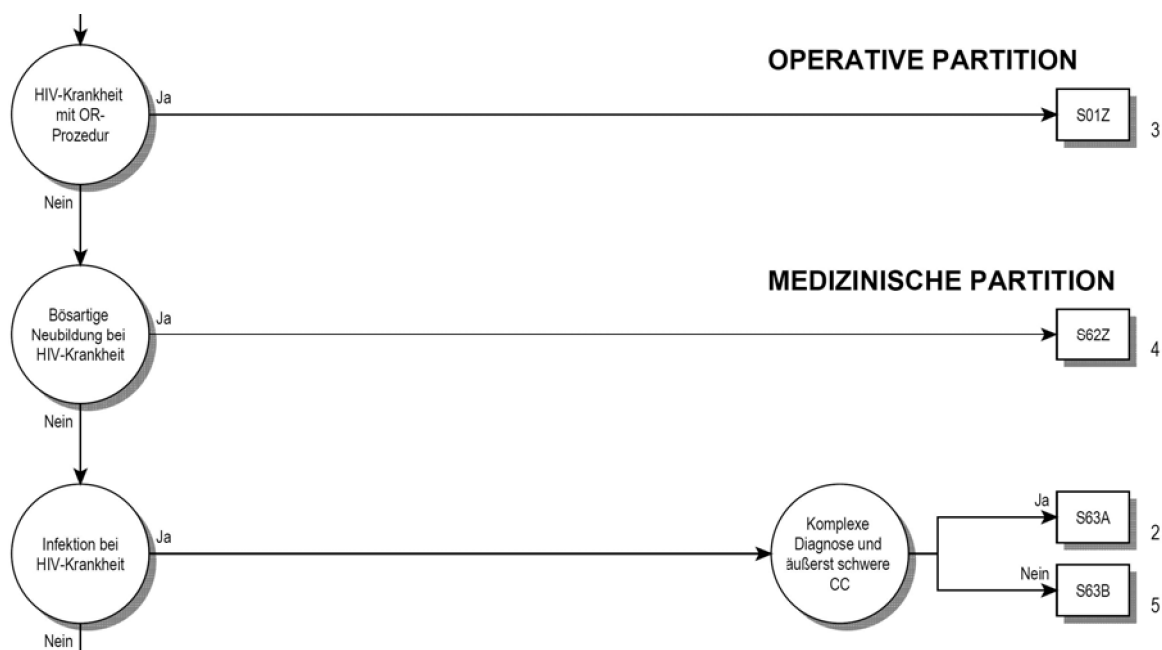 OPERATIVE PARTITION
HIV-Krankheit
mit OR-
Prozedur
Ja
S01Z
3
Nein
MEDIZINISCHE PARTITION
Bösartige
Neubildung bei
HIV-Krankheit
Ja
S62Z
4
Nein
Infektion bei
HIV-Krankheit
Ja
Komplexe
Diagnose und
äußerst schwere
CC
Ja
S63A
2
Nein
S63B
5
Nein